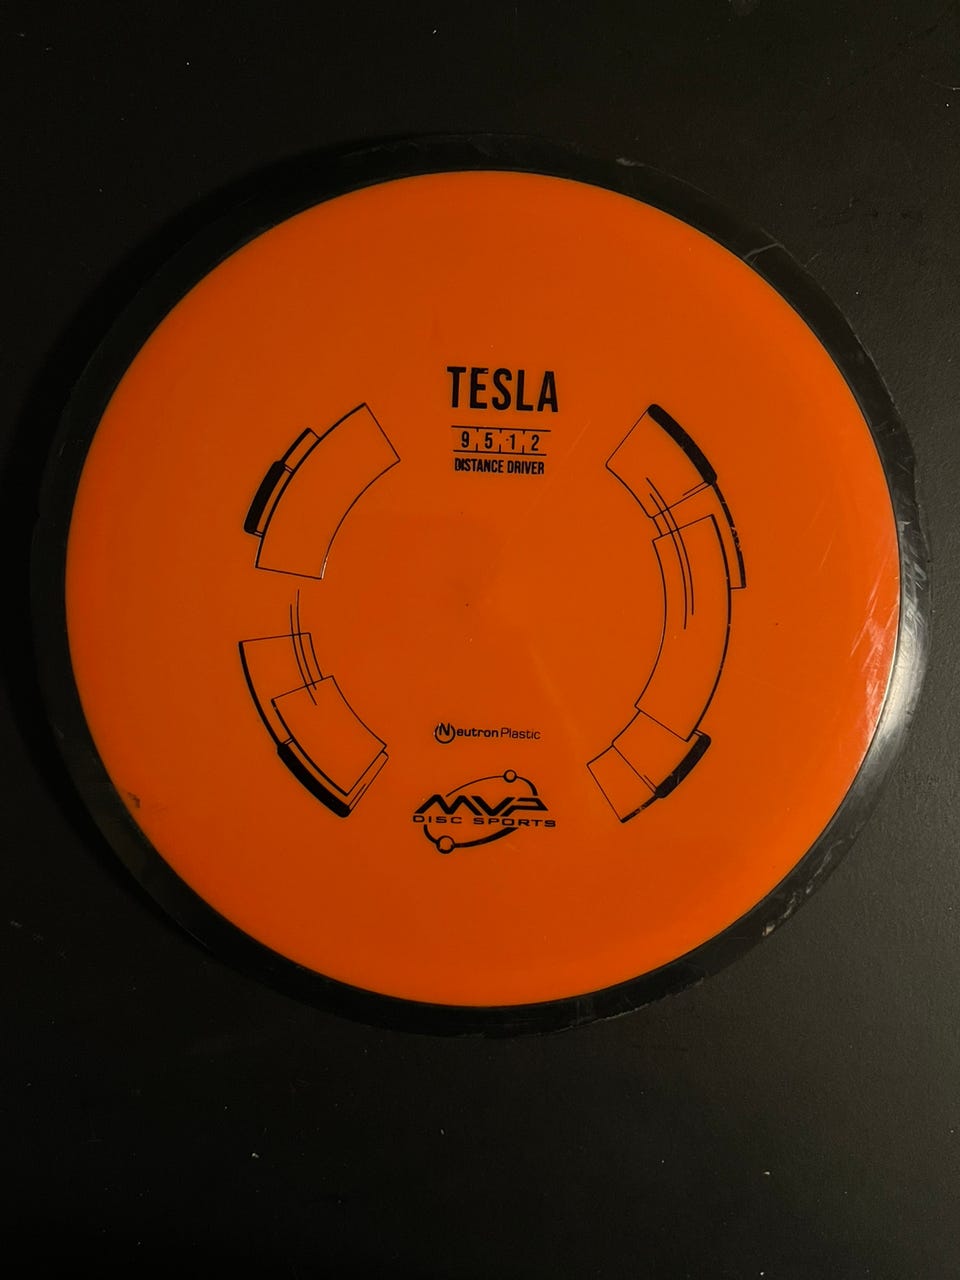 TESLA
9 5 -1 2
DISTANCE DRIVER
Neutron Plastic
MVP
DISC SPORTS